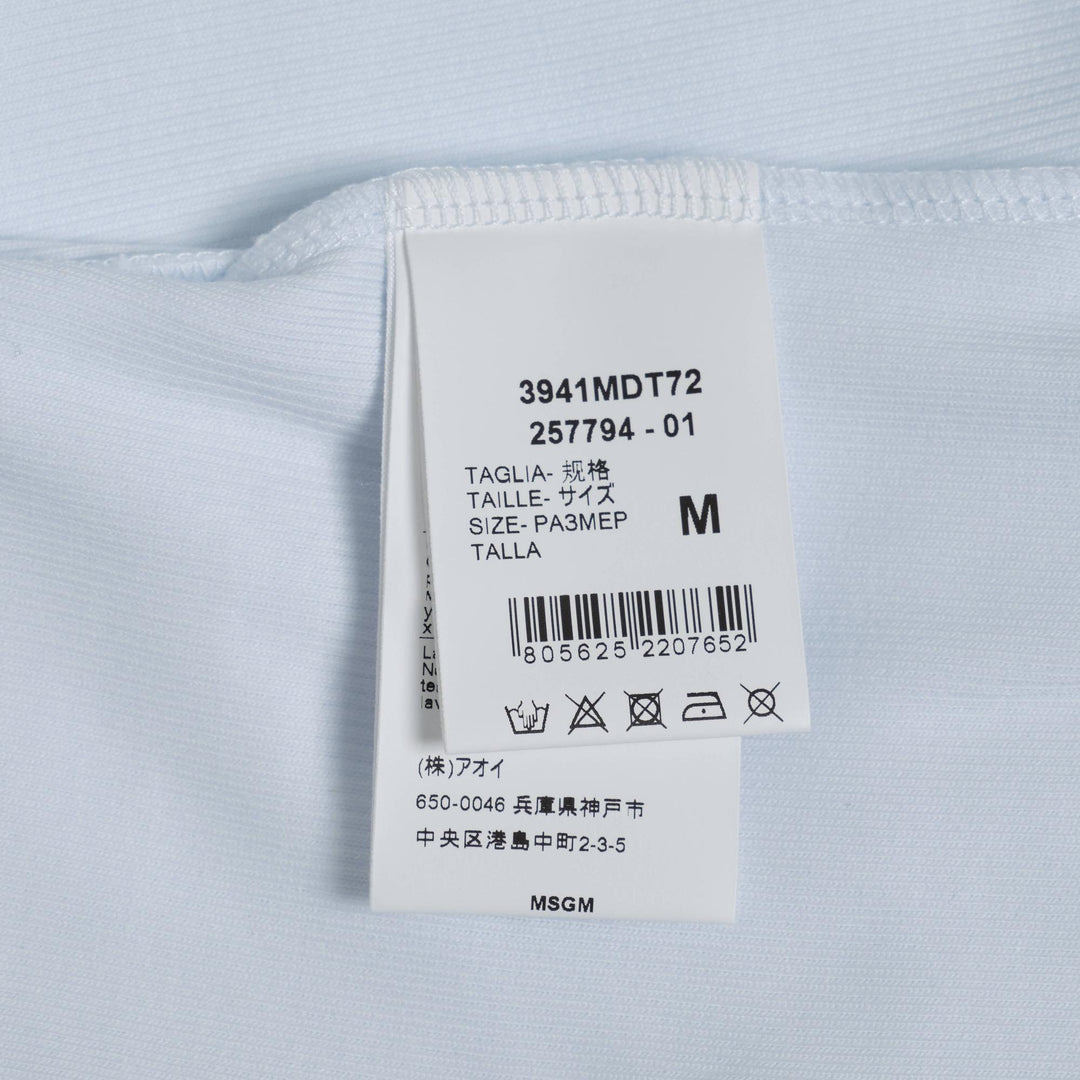 3941MDT72
257794 - 01
TAGLIA- 规格
TAILLE- サイズ
SIZE- РАЗМЕР
TALLA
M
805625 2207652
(株)アオイ
650-0046 兵庫県神戸市
中央区港島中町2-3-5
MSGM